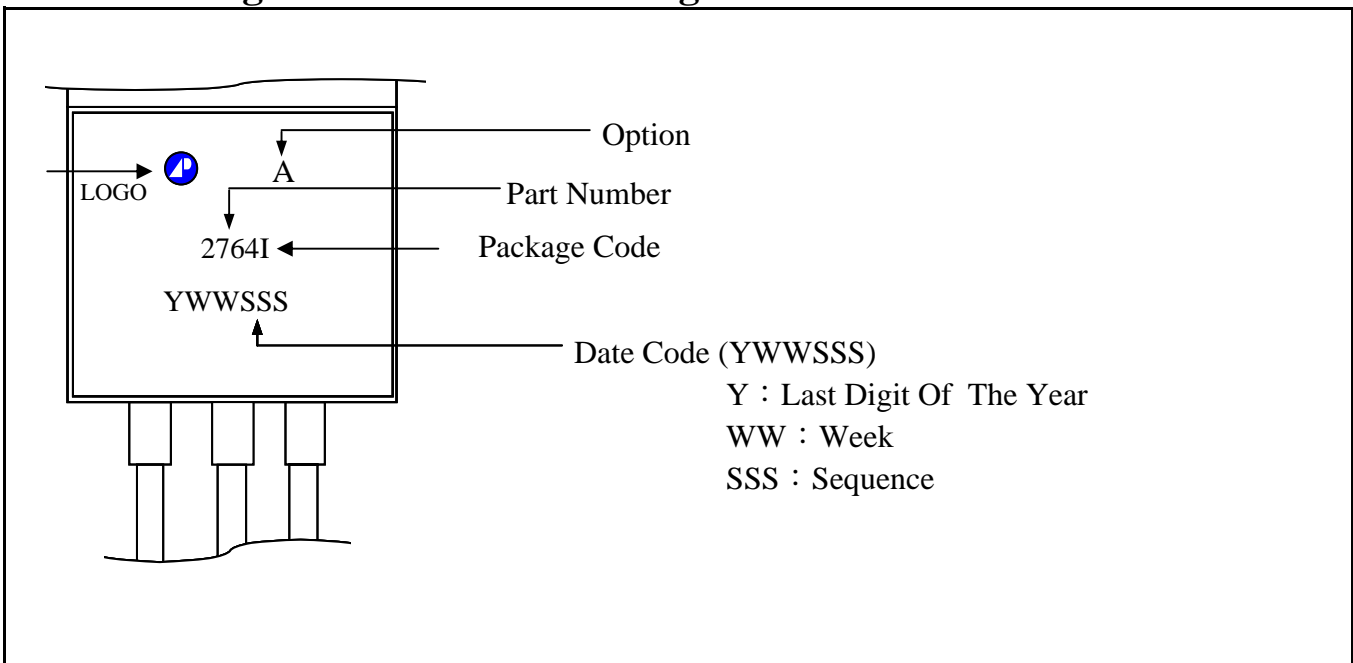 Option
A
LOGO
Part Number
2764I
Package Code
YWWSSS
Date Code (YWWSSS)
Y：Last Digit Of The Year
WW：Week
SSS：Sequence